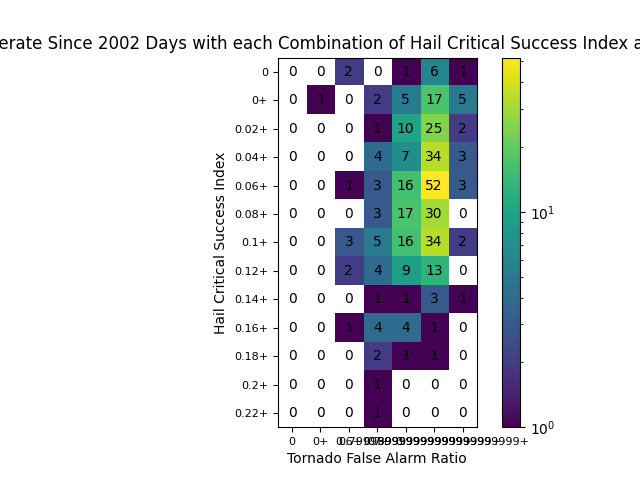 erate Since 2002 Days with each Combination of Hail Critical Success Index a
0 0 0 2 0 1 6 1
0+ 0 1 0 2 5 17 5
0.02+ 0 0 0 1 10 25 2
0.04+ 0 0 0 4 7 34 3
0.06+ 0 0 1 3 16 52 3
0.08+ 0 0 0 3 17 30 0
0.1+ 0 0 3 5 16 34 2
0.12+ 0 0 2 4 9 13 0
0.14+ 0 0 0 1 1 3 1
0.16+ 0 0 1 4 4 1 0
0.18+ 0 0 0 2 1 1 0
0.2+ 0 0 0 1 0 0 0
0.22+ 0 0 0 1 0 0 0
Hail Critical Success Index
0 0+
Tornado False Alarm Ratio
10¹
10⁰